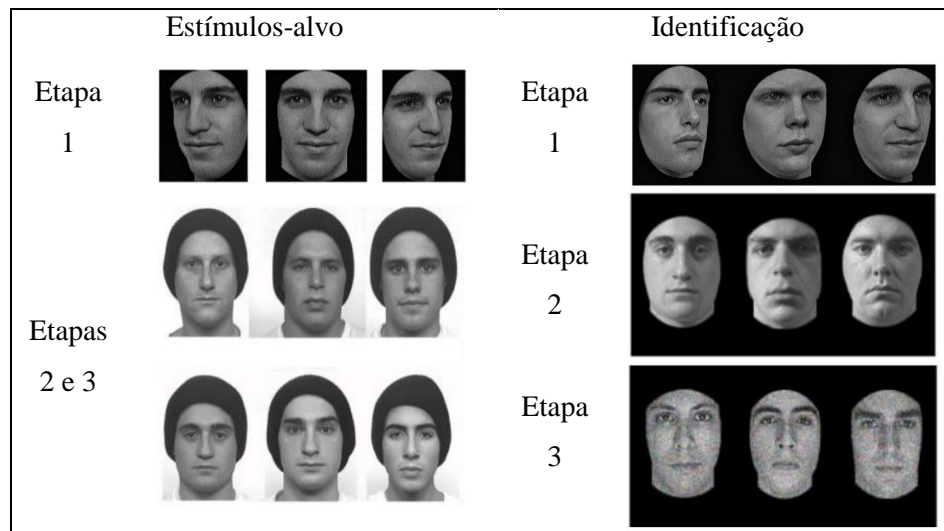 Estímulos-alvo
Identificação
Etapa
1
Etapas
2 e 3
Etapa
1
Etapa
2
Etapa
3